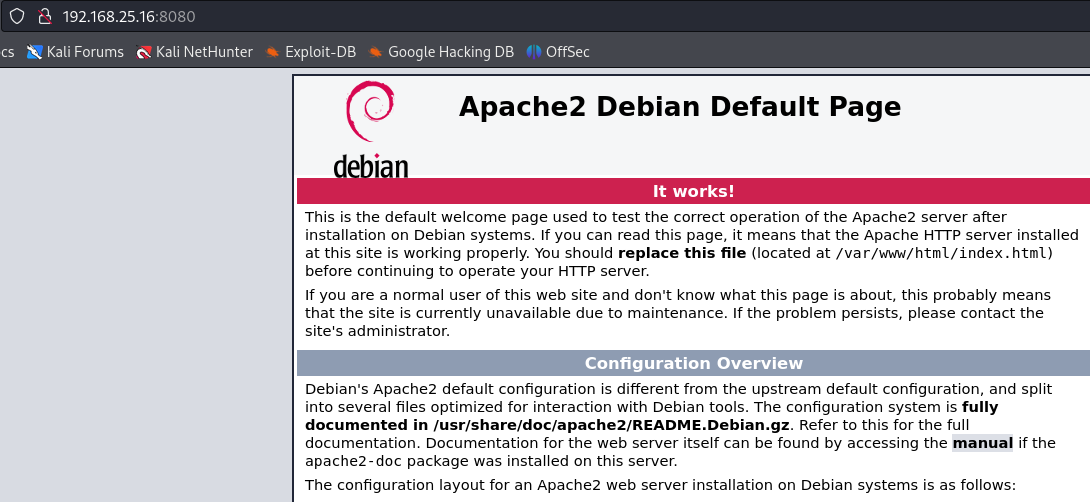 192.168.25.16:8080
cs Kali Forums Kali NetHunter Exploit-DB Google Hacking DB OffSec
debian
Apache2 Debian Default Page
It works!
This is the default welcome page used to test the correct operation of the Apache2 server after
installation on Debian systems. If you can read this page, it means that the Apache HTTP server installed
at this site is working properly. You should replace this file (located at /var/www/html/index.html)
before continuing to operate your HTTP server.
If you are a normal user of this web site and don't know what this page is about, this probably means
that the site is currently unavailable due to maintenance. If the problem persists, please contact the
site's administrator.
Configuration Overview
Debian's Apache2 default configuration is different from the upstream default configuration, and split
into several files optimized for interaction with Debian tools. The configuration system is fully
documented in /usr/share/doc/apache2/README.Debian.gz. Refer to this for the full
documentation. Documentation for the web server itself can be found by accessing the manual if the
apache2-doc package was installed on this server.
The configuration layout for an Apache2 web server installation on Debian systems is as follows: